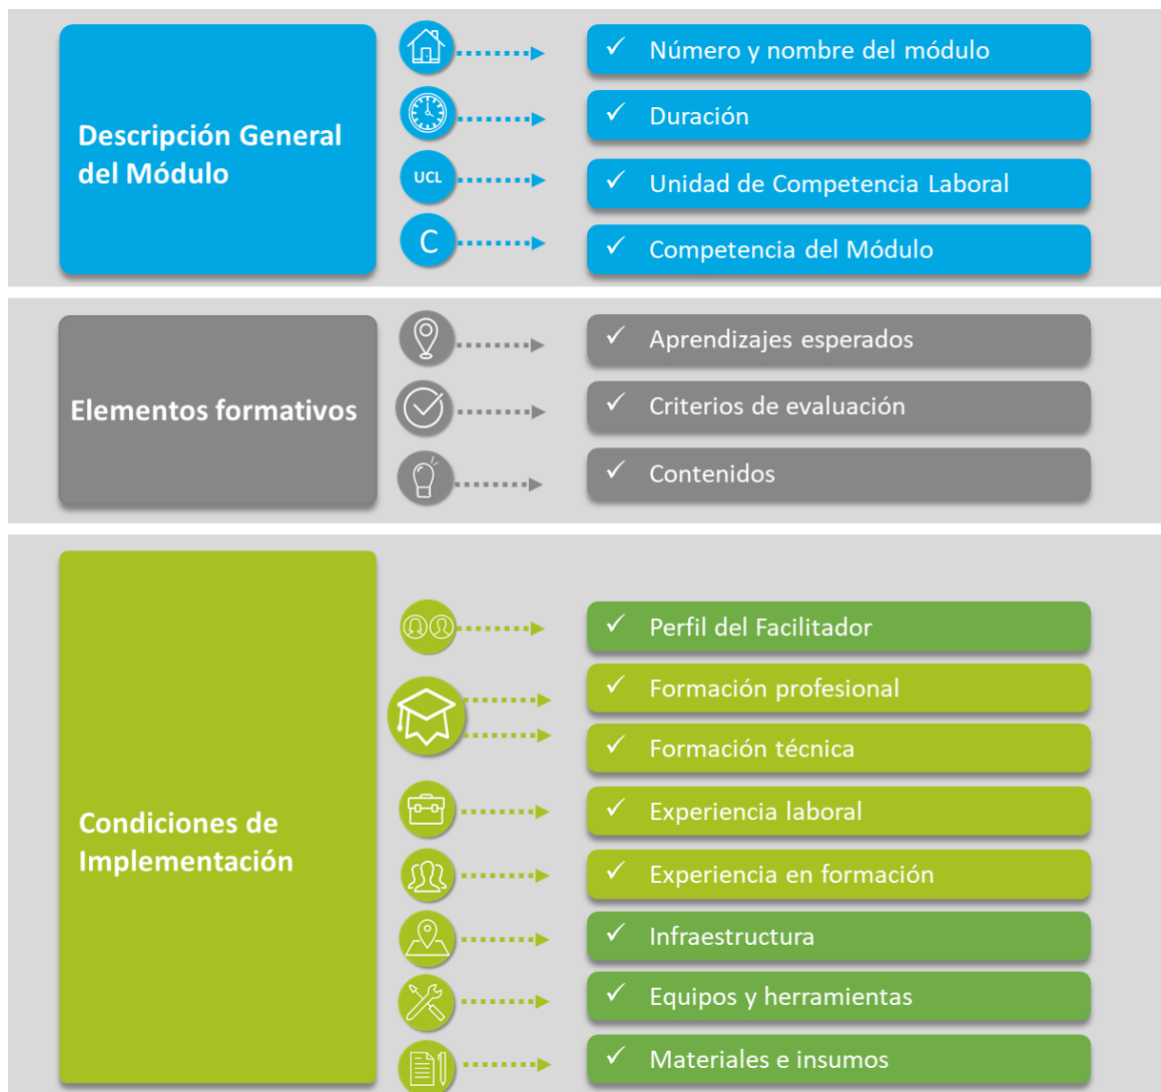 Descripción General
del Módulo
✓ Número y nombre del módulo
✓ Duración
UCL
✓ Unidad de Competencia Laboral
C
✓ Competencia del Módulo
Elementos formativos
✓ Aprendizajes esperados
✓ Criterios de evaluación
✓ Contenidos
Condiciones de
Implementación
✓ Perfil del Facilitador
✓ Formación profesional
✓ Formación técnica
✓ Experiencia laboral
✓ Experiencia en formación
✓ Infraestructura
✓ Equipos y herramientas
✓ Materiales e insumos